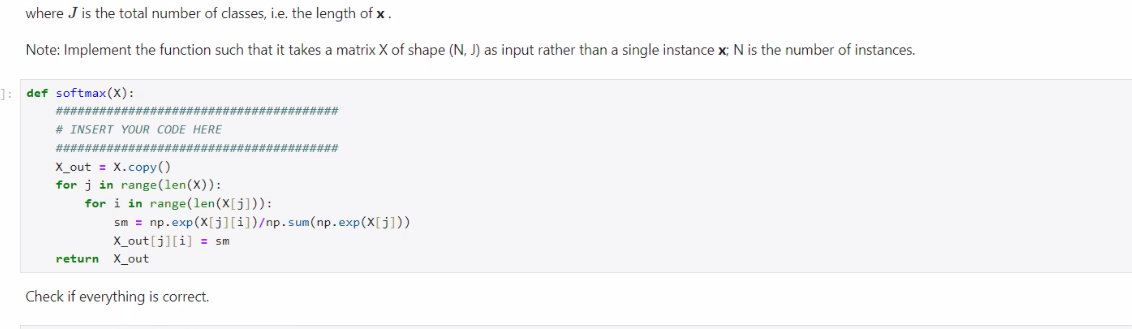 where J is the total number of classes, i.e. the length of x .
Note: Implement the function such that it takes a matrix X of shape (N, J) as input rather than a single instance x; N is the number of instances.
]: def softmax(X):
#######################################
# INSERT YOUR CODE HERE
#######################################
X_out = X.copy()
for j in range(len(X)):
for i in range(len(X[j])):
sm = np.exp(X[j][i])/np.sum(np.exp(X[j]))
X_out[j][i] = sm
return X_out
Check if everything is correct.